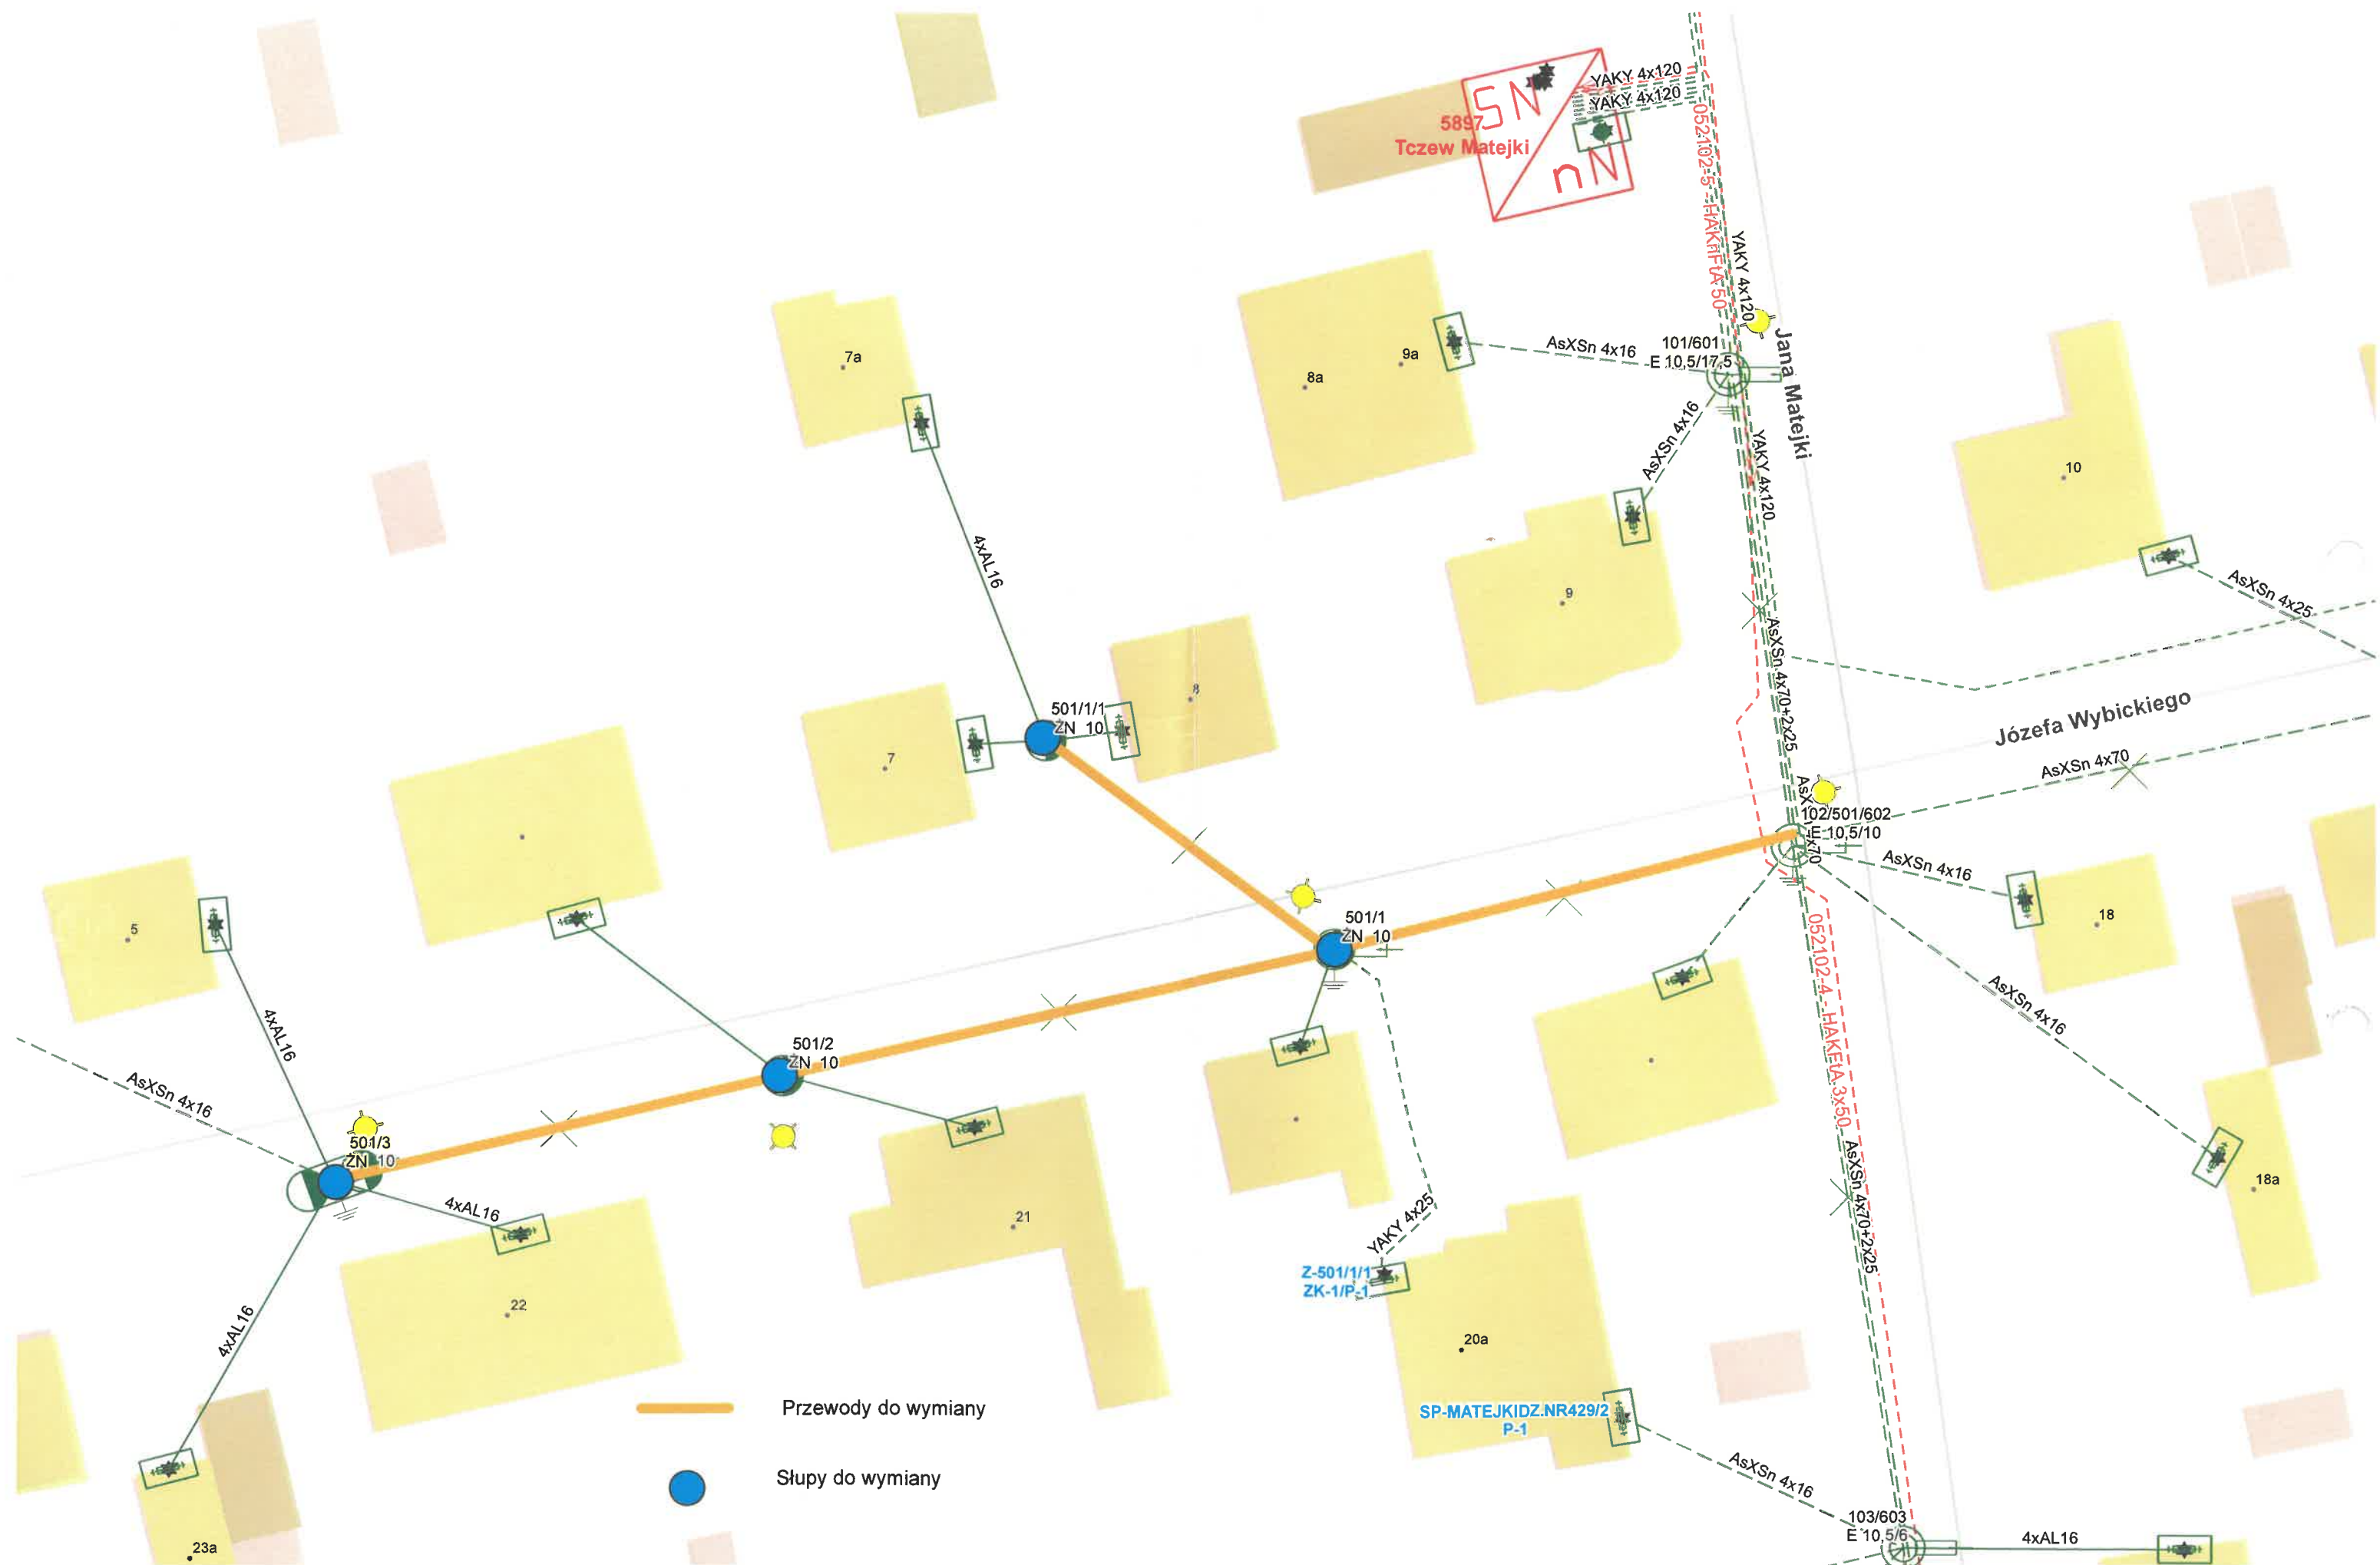 YAKY 4x120
YAKY 4x120
SN
nN
5897
Tczew Matejki
052102-5 - HAKnFtA 50
YAKY 4x120
Jana Matejki
101/601
E 10,5/17,5
AsXSn 4x16
AsXSn 4x16
YAKY 4x120
7a
8a
9a
10
AsXSn 4x25
4xAL16
9
AsXSn 4x70+2x25
Józefa Wybickiego
AsXSn 4x70
501/1/1
ŻN 10
8
7
102/501/602
E 10,5/10
AsXSn 4x16
18
5
501/1
ŻN 10
052102-4 - HAKFtA 3x50
AsXSn 4x16
4xAL16
501/2
ŻN 10
AsXSn 4x16
501/3
ŻN 10
4xAL16
AsXSn 4x70+2x25
18a
21
YAKY 4x25
Z-501/1/1
ZK-1/P-1
22
4xAL16
20a
Przewody do wymiany
SP-MATEJKIDZ.NR429/2
P-1
Słupy do wymiany
AsXSn 4x16
103/603
E 10,5/6
4xAL16
23a